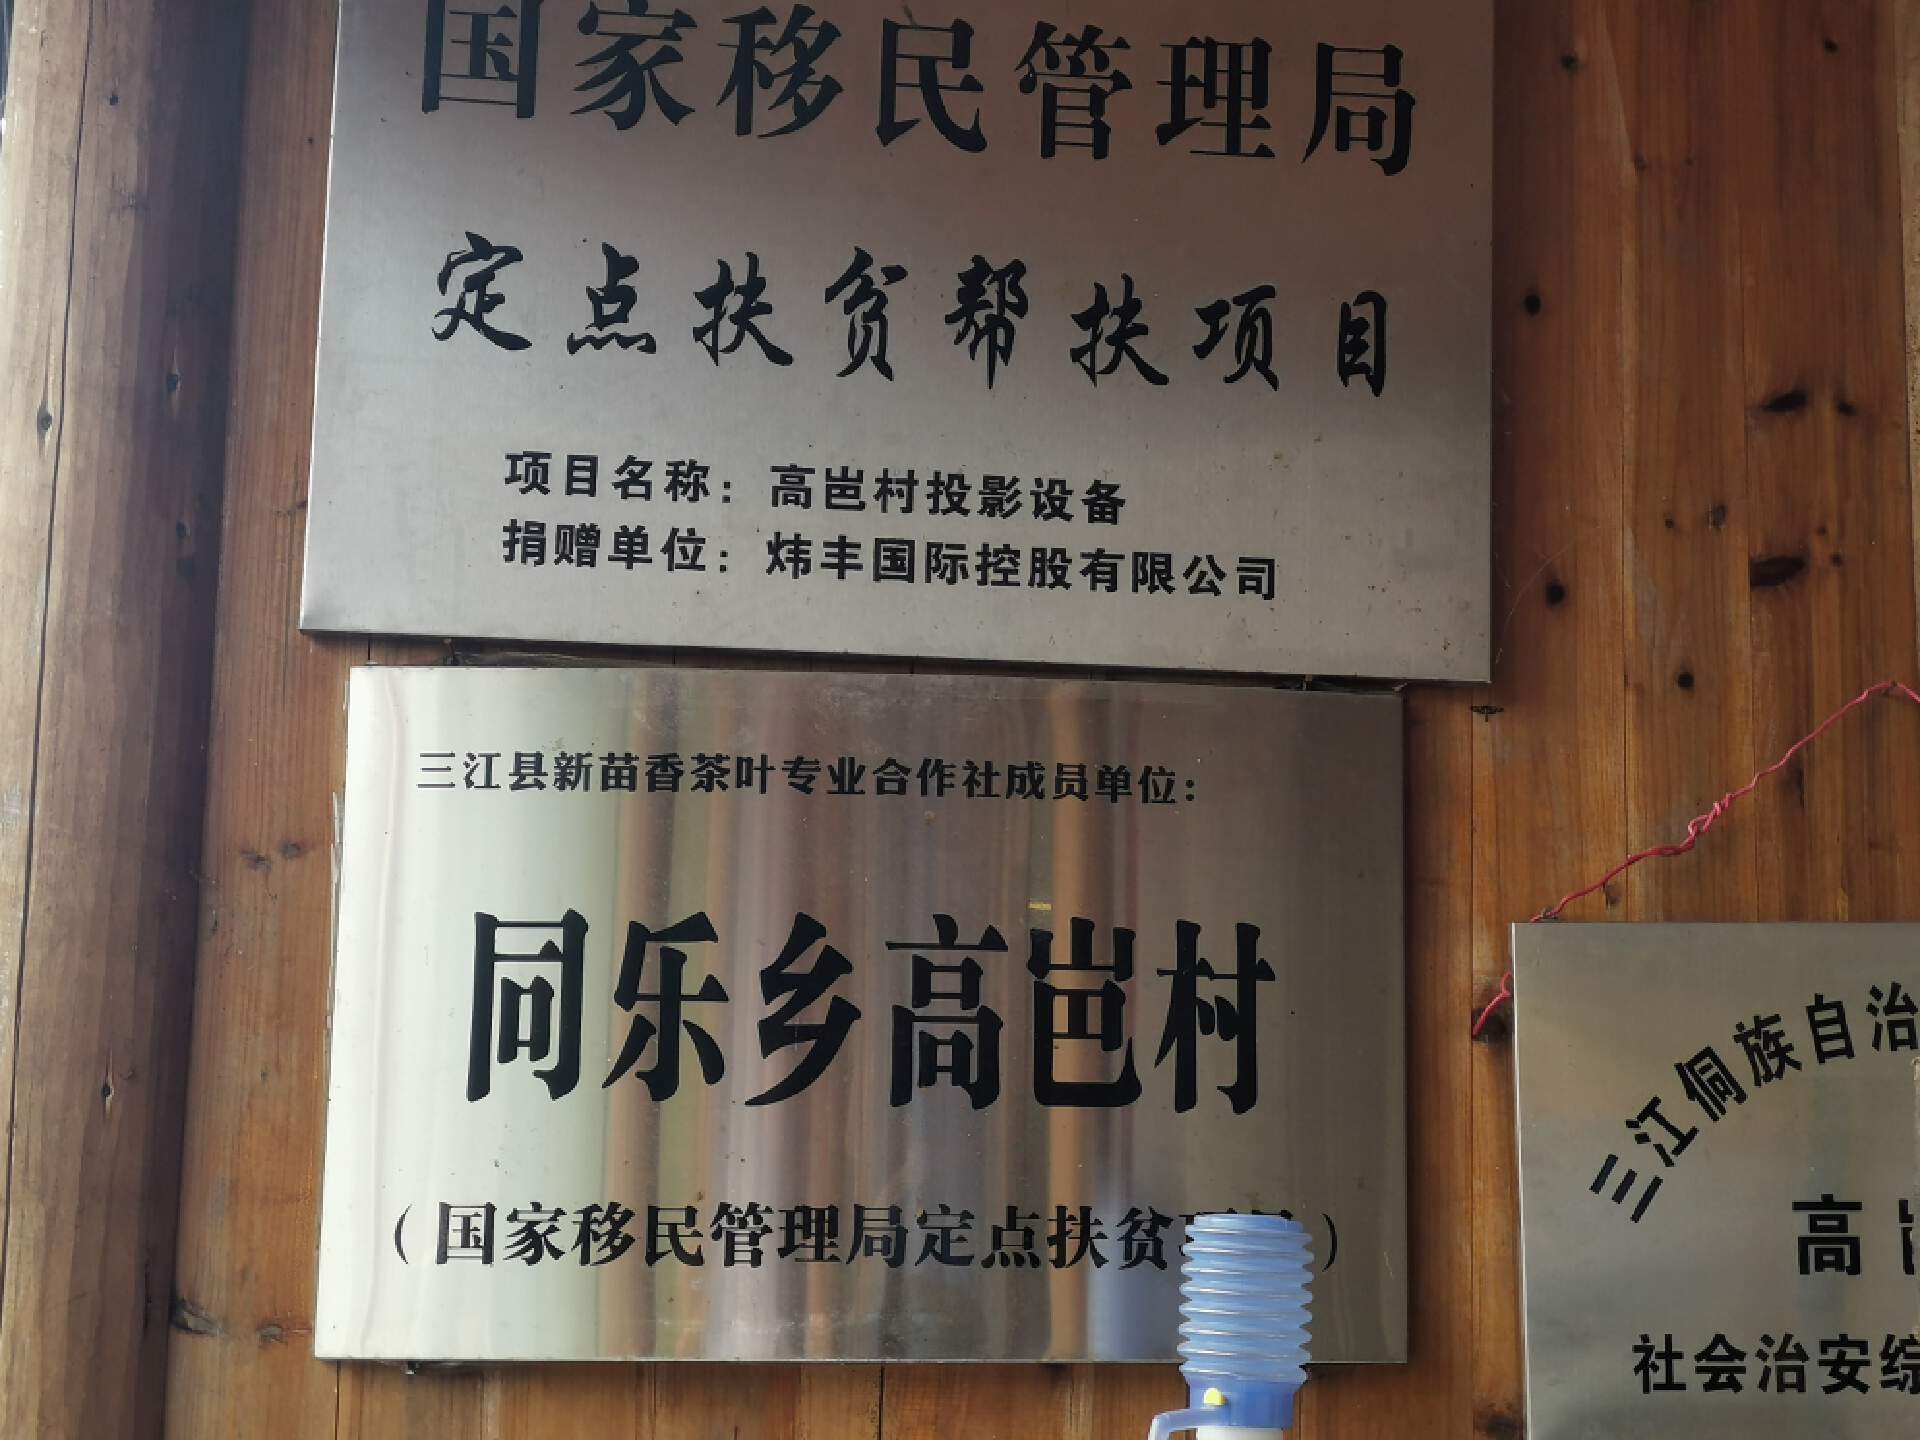 国家移民管理局
定点扶贫帮扶项目
项目名称：高岜村投影设备
捐赠单位：炜丰国际控股有限公司
三江县新苗香茶叶专业合作社成员单位：
同乐乡高岜村
（国家移民管理局定点扶贫）
三江侗族自治
高
社会治安综